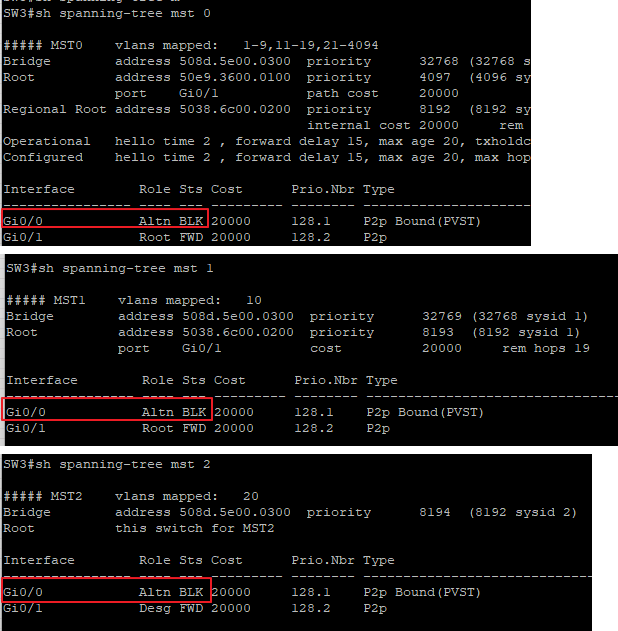 SW3#sh spanning-tree mst 0
##### MST0    vlans mapped:   1-9,11-19,21-4094
Bridge        address 508d.5e00.0300  priority      32768 (32768 s
Root          address 50e9.3600.0100  priority      4097  (4096 sy
              port    Gi0/1           path cost     20000
Regional Root address 5038.6c00.0200  priority      8192  (8192 sy
                                      internal cost 20000     rem
Operational   hello time 2 , forward delay 15, max age 20, txholdc
Configured    hello time 2 , forward delay 15, max age 20, max hop
Interface        Role Sts Cost      Prio.Nbr Type
---------------- ---- --- --------- -------- ---------------------
Gi0/0            Altn BLK 20000     128.1    P2p Bound(PVST)
Gi0/1            Root FWD 20000     128.2    P2p
SW3#sh spanning-tree mst 1
##### MST1    vlans mapped:   10
Bridge        address 508d.5e00.0300  priority      32769 (32768 sysid 1)
Root          address 5038.6c00.0200  priority      8193  (8192 sysid 1)
              port    Gi0/1           cost          20000     rem hops 19
Interface        Role Sts Cost      Prio.Nbr Type
---------------- ---- --- --------- -------- --------------------------------
Gi0/0            Altn BLK 20000     128.1    P2p Bound(PVST)
Gi0/1            Root FWD 20000     128.2    P2p
SW3#sh spanning-tree mst 2
##### MST2    vlans mapped:   20
Bridge        address 508d.5e00.0300  priority      8194  (8192 sysid 2)
Root          this switch for MST2
Interface        Role Sts Cost      Prio.Nbr Type
---------------- ---- --- --------- -------- -----------------------------
Gi0/0            Altn BLK 20000     128.1    P2p Bound(PVST)
Gi0/1            Desg FWD 20000     128.2    P2p